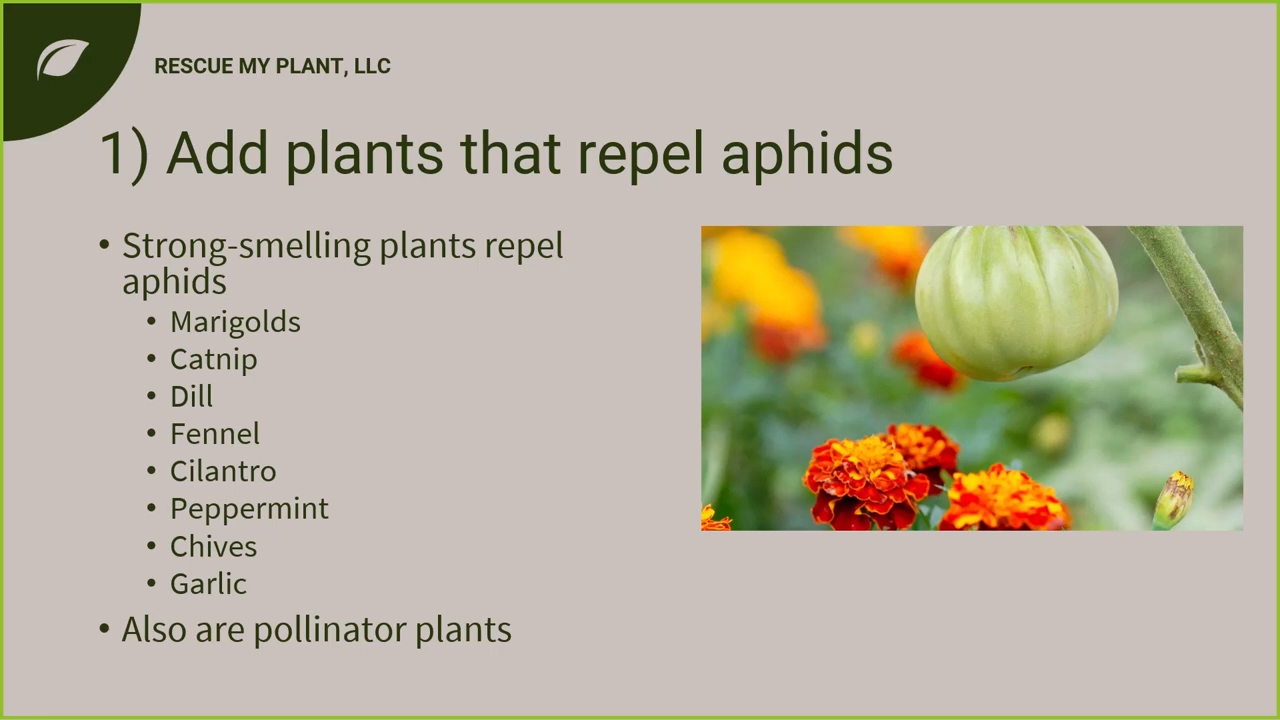 RESCUE MY PLANT, LLC
1) Add plants that repel aphids
• Strong-smelling plants repel
aphids
• Marigolds
• Catnip
• Dill
• Fennel
• Cilantro
• Peppermint
• Chives
• Garlic
• Also are pollinator plants